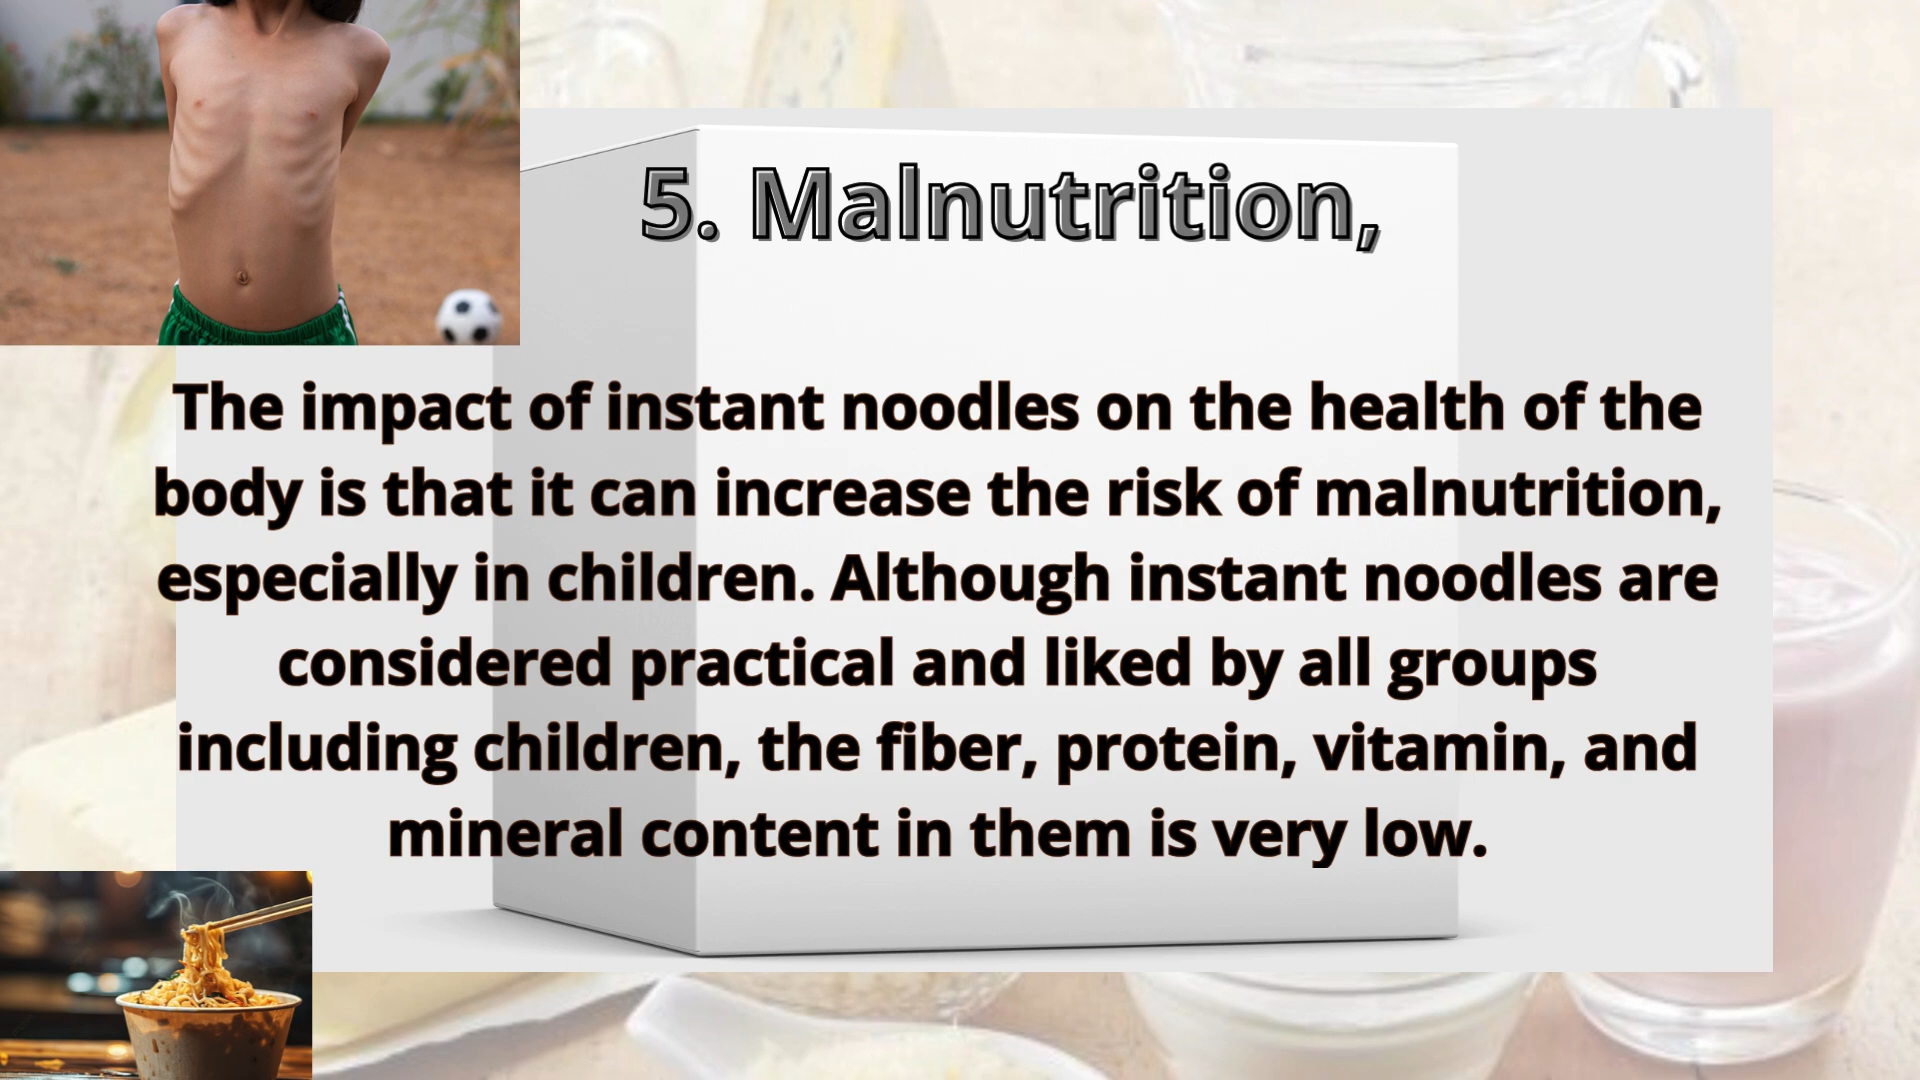 5. Malnutrition,
The impact of instant noodles on the health of the
body is that it can increase the risk of malnutrition,
especially in children. Although instant noodles are
considered practical and liked by all groups
including children, the fiber, protein, vitamin, and
mineral content in them is very low.